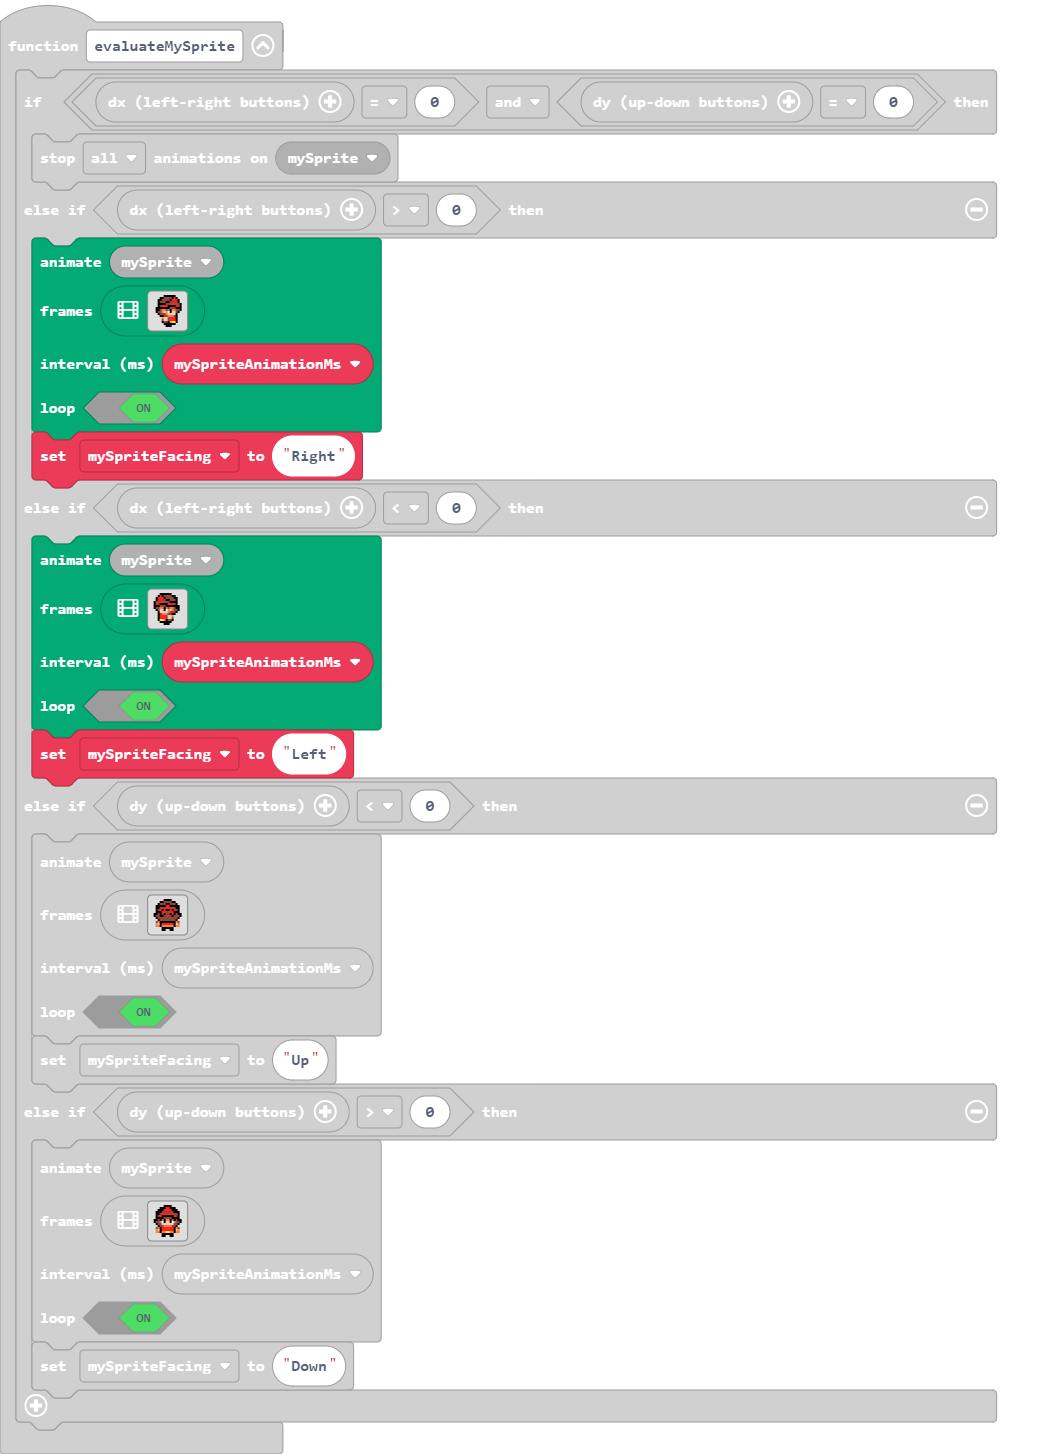 function evaluateMySprite
if dx (left-right buttons) = 0 and dy (up-down buttons) = 0 then
stop all animations on mySprite
else if dx (left-right buttons) > 0 then
animate mySprite
frames
interval (ms) mySpriteAnimationMs
loop ON
set mySpriteFacing to "Right"
else if dx (left-right buttons) < 0 then
animate mySprite
frames
interval (ms) mySpriteAnimationMs
loop ON
set mySpriteFacing to "Left"
else if dy (up-down buttons) < 0 then
animate mySprite
frames
interval (ms) mySpriteAnimationMs
loop ON
set mySpriteFacing to "Up"
else if dy (up-down buttons) > 0 then
animate mySprite
frames
interval (ms) mySpriteAnimationMs
loop ON
set mySpriteFacing to "Down"